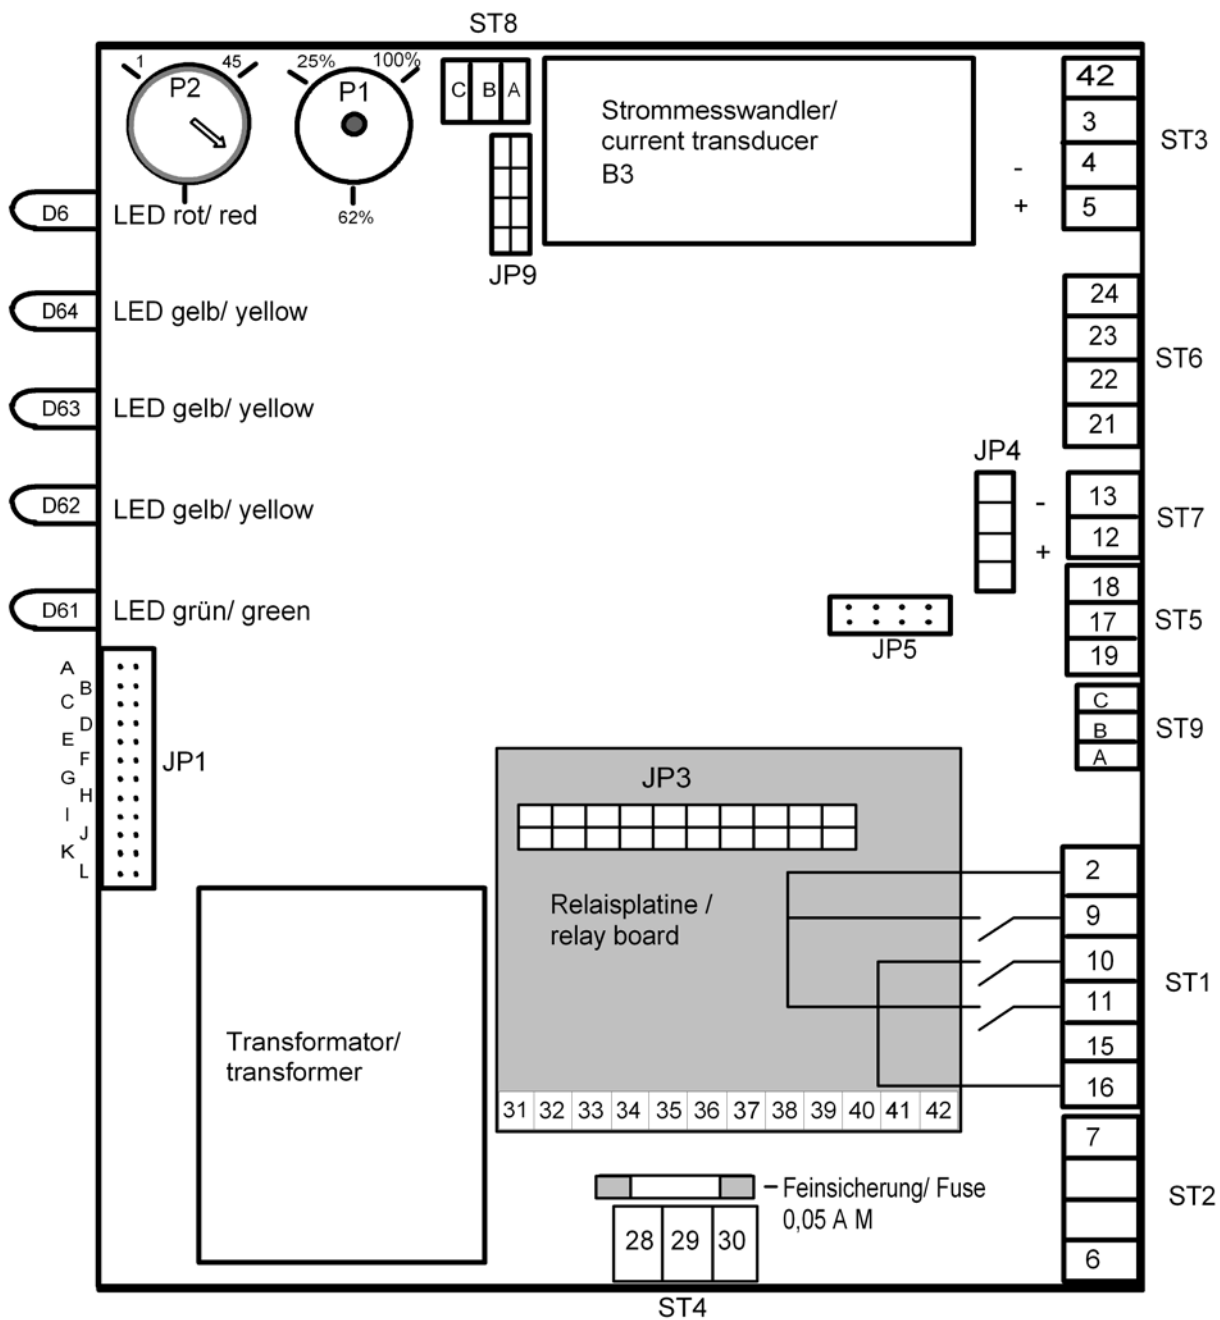 ST8
1
45
P2
25%
100%
P1
62%
C B A
Strommesswandler/
current transducer
B3
JP9
42
3
4
5
-
+
ST3
D6
LED rot/ red
D64
LED gelb/ yellow
D63
LED gelb/ yellow
D62
LED gelb/ yellow
D61
LED grün/ green
24
23
22
21
ST6
JP4
-
+
13
12
ST7
18
17
19
ST5
JP5
C
B
A
ST9
A
B
C
D
E
F
G
H
I
J
K
L
JP1
JP3
Relaisplatine /
relay board
31 32 33 34 35 36 37 38 39 40 41 42
2
9
10
11
15
16
ST1
Transformator/
transformer
7
6
ST2
– Feinsicherung/ Fuse
0,05 A M
28 29 30
ST4